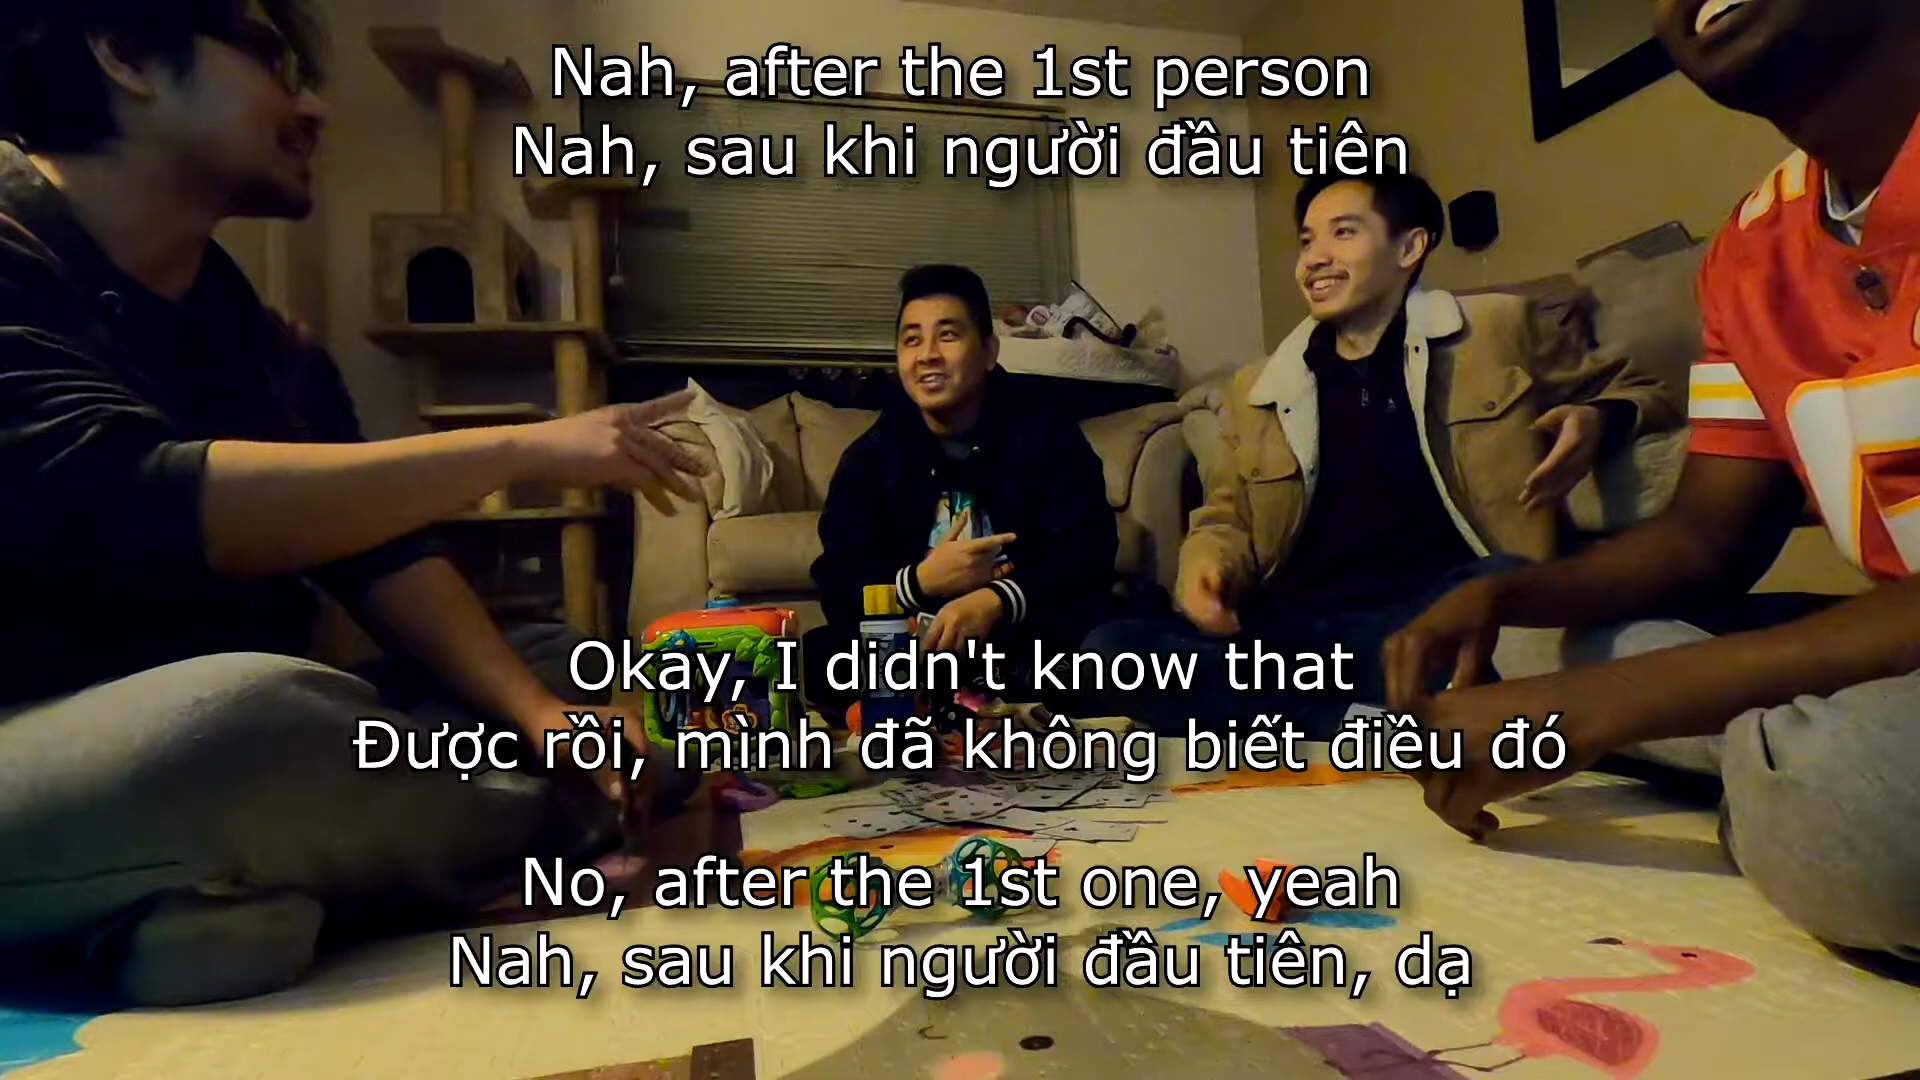 Nah, after the 1st person
Nah, sau khi người đầu tiên
Okay, I didn't know that
Được rồi, mình đã không biết điều đó
No, after the 1st one, yeah
Nah, sau khi người đầu tiên, dạ